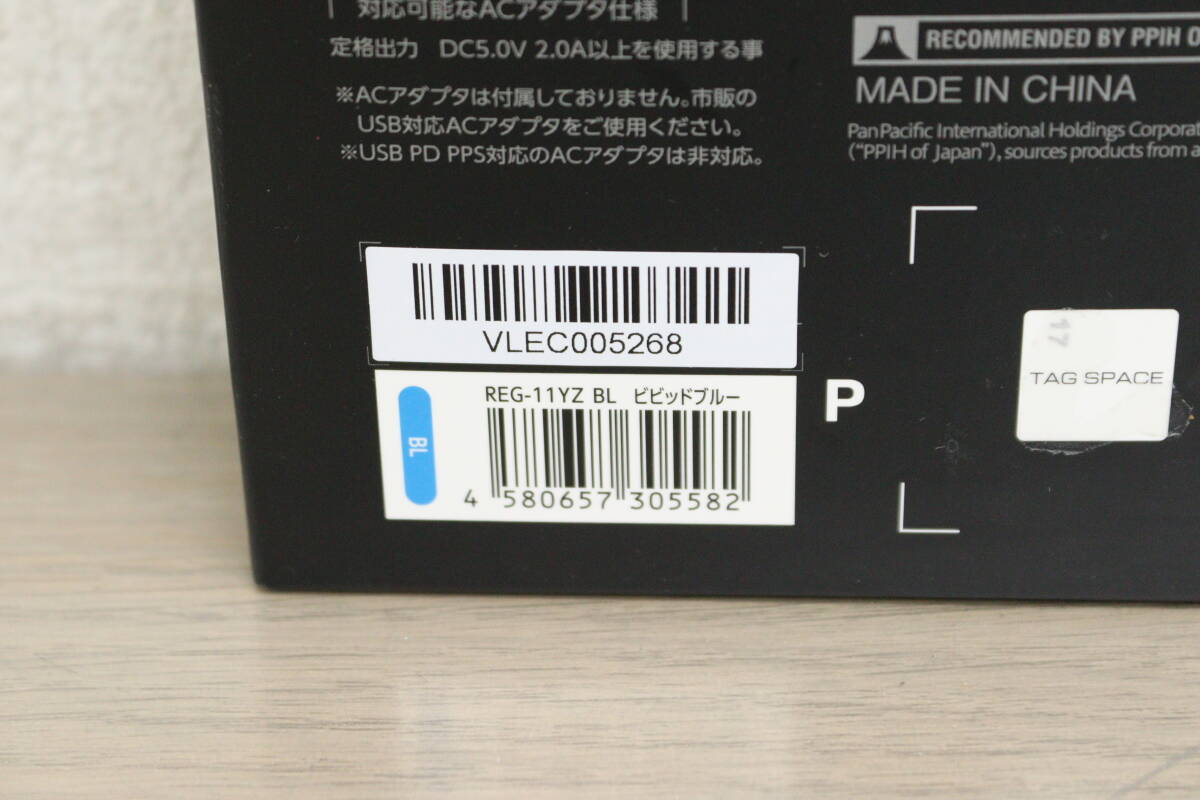 対応可能なACアダプタ仕様
定格出力 DC5.0V 2.0A以上を使用する事
※ACアダプタは付属しておりません。市販の
USB対応ACアダプタをご使用ください。
※USB PD PPS対応のACアダプタは非対応。
RECOMMENDED BY PPIH O
MADE IN CHINA
Pan Pacific International Holdings Corporat
("PPIH of Japan"), sources products from a
VLEC005268
REG-11YZ BL ビビッドブルー
BL
4 580657 305582
P
17
TAG SPACE